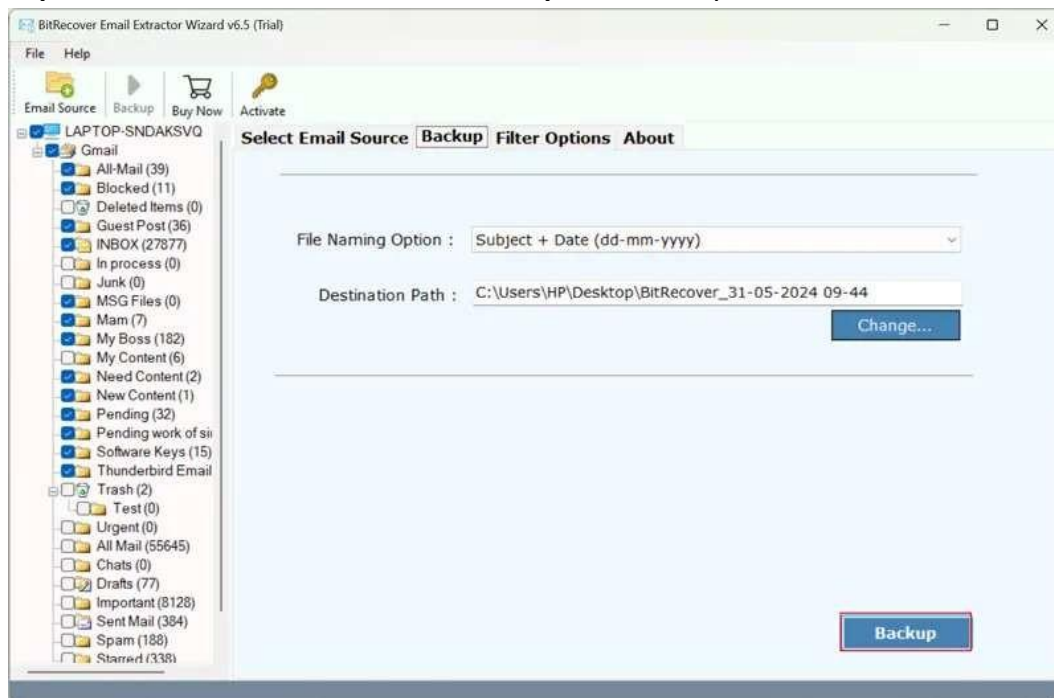 BitRecover Email Extractor Wizard v6.5 (Trial)
File Help
Email Source Backup Buy Now Activate
LAPTOP-SNDAKSVQ
Gmail
All-Mail (39)
Blocked (11)
Deleted Items (0)
Guest Post (36)
INBOX (27877)
In process (0)
Junk (0)
MSG Files (0)
Mam (7)
My Boss (182)
My Content (6)
Need Content (2)
New Content (1)
Pending (32)
Pending work of
Software Keys (15)
Thunderbird Email
Trash (2)
Test (0)
Urgent (0)
All Mail (55645)
Chats (0)
Drafts (77)
Important (8128)
Sent Mail (384)
Spam (188)
Starred (338)
Select Email Source Backup Filter Options About
File Naming Option : Subject + Date (dd-mm-yyyy)
Destination Path : C:\Users\HP\Desktop\BitRecover_31-05-2024 09-44
Change...
Backup